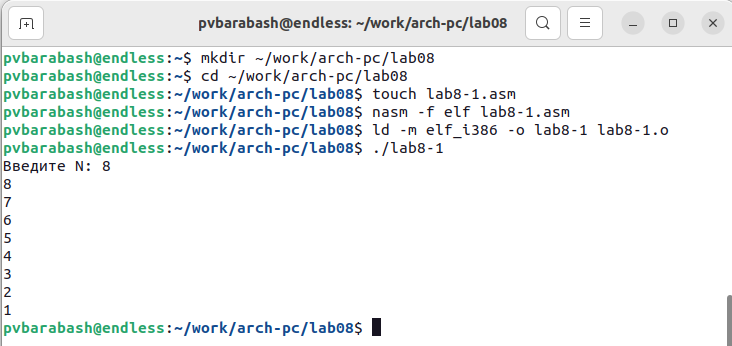 pvbarabash@endless: ~/work/arch-pc/lab08
pvbarabash@endless:~$ mkdir ~/work/arch-pc/lab08
pvbarabash@endless:~$ cd ~/work/arch-pc/lab08
pvbarabash@endless:~/work/arch-pc/lab08$ touch lab8-1.asm
pvbarabash@endless:~/work/arch-pc/lab08$ nasm -f elf lab8-1.asm
pvbarabash@endless:~/work/arch-pc/lab08$ ld -m elf_i386 -o lab8-1 lab8-1.o
pvbarabash@endless:~/work/arch-pc/lab08$ ./lab8-1
Введите N: 8
8
7
6
5
4
3
2
1
pvbarabash@endless:~/work/arch-pc/lab08$